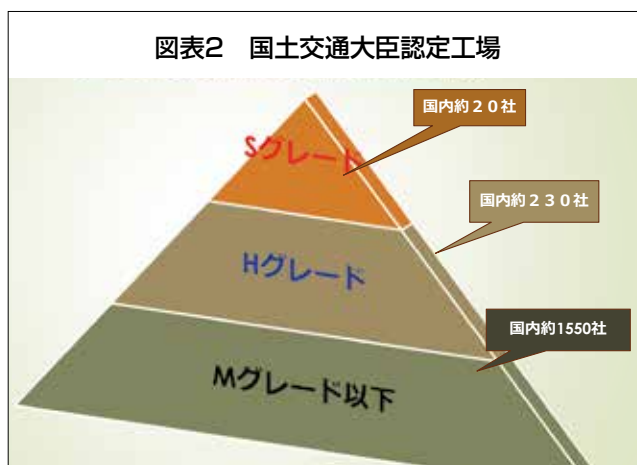 図表2　国土交通大臣認定工場
国内約２０社
Sグレード
国内約２３０社
Hグレード
国内約1550社
Mグレード以下